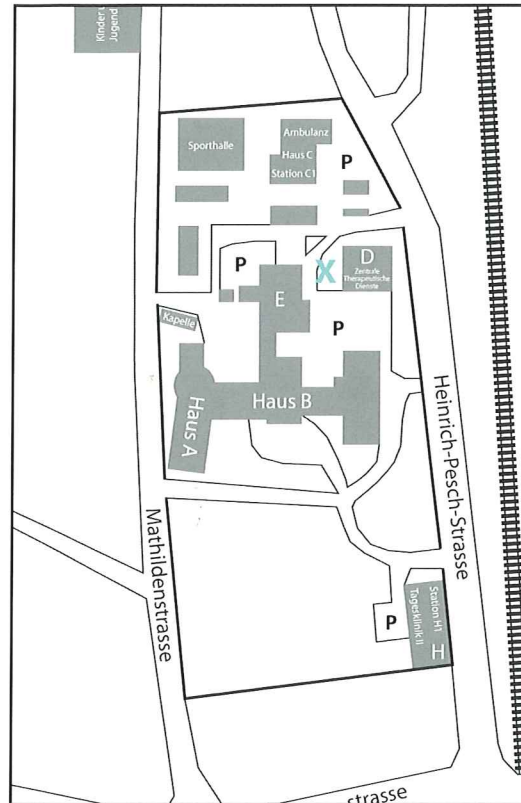 Kinder u
Jugend
Sporthalle
Ambulanz
Haus C
Station C1
P
D
Zentrale
Therapeutische
Dienste
X
P
E
P
Kapelle
Haus A
Haus B
Heinrich-Pesch-Strasse
Mathildenstrasse
P
Station H1
Tagesklinik II
H
strasse